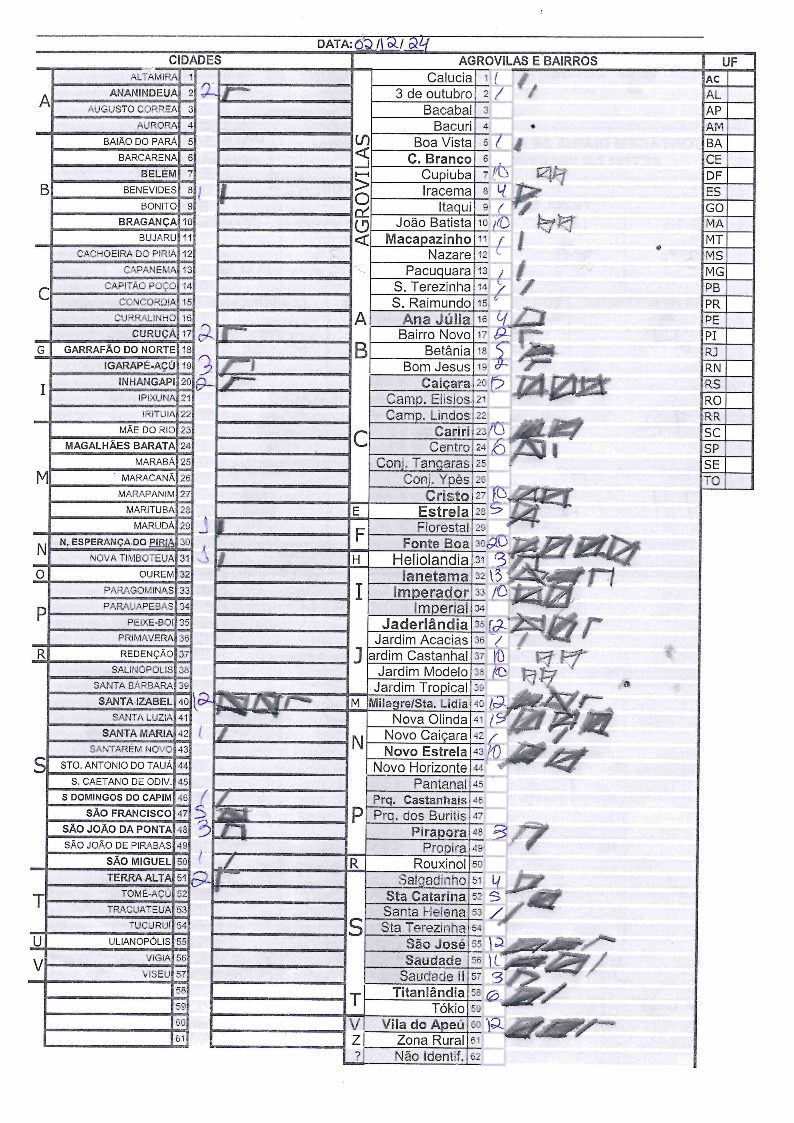 DATA: 02/12/24
CIDADES
A
ALTAMIRA 1
ANANINDEUA 2 2
AUGUSTO CORREA 3
AURORA 4
B
BAIÃO DO PARÁ 5
BARCARENA 6
BELÉM 7
BENEVIDES 8 1
BONITO 9
BRAGANÇA 10
BUJARU 11
C
CACHOEIRA DO PIRIA 12
CAPANEMA 13
CAPITÃO POÇO 14
CONCORDIA 15
CURRALINHO 16
CURUÇA 17 2
G
GARRAFÃO DO NORTE 18
I
IGARAPÉ-AÇÚ 19 3
INHANGAPI 20 2
IPIXUNA 21
IRITUIA 22
M
MÃE DO RIO 23
MAGALHÃES BARATA 24
MARABÁ 25
MARACANÃ 26
MARAPANIM 27
MARITUBA 28
MARUDÁ 29 1
N
N. ESPERANÇA DO PIRIA 30
NOVA TIMBOTEUA 31 1
O
OUREM 32
P
PARAGOMINAS 33
PARAUAPEBAS 34
PEIXE-BOI 35
PRIMAVERA 36
R
REDENÇÃO 37
S
SALINÓPOLIS 38
SANTA BÁRBARA 39
SANTA IZABEL 40 12
SANTA LUZIA 41
SANTA MARIA 42 1
SANTAREM NOVO 43
STO. ANTONIO DO TAUÁ 44
S. CAETANO DE ODIV. 45
S DOMINGOS DO CAPIM 46 1
SÃO FRANCISCO 47 5
SÃO JOÃO DA PONTA 48 3
SÃO JOÃO DE PIRABAS 49
SÃO MIGUEL 50 1
T
TERRA ALTA 51 2
TOMÉ-AÇÚ 52
TRACUATEUA 53
TUCURUÍ 54
U
ULIANOPÓLIS 55
V
VIGIA 56
VISEU 57
58
59
60
61
AGROVILAS E BAIRROS
AGROVILAS
Calucia 1 1
3 de outubro 2 1
Bacabal 3
Bacuri 4
Boa Vista 5 1
C. Branco 6
Cupiuba 7 10
Iracema 8 4
Itaqui 9 1
João Batista 10 10
Macapazinho 11 1
Nazare 12
Pacuquara 13 1
S. Terezinha 14 1
S. Raimundo 15
A
Ana Júlia 16 4
B
Bairro Novo 17 2
Betânia 18 5
Bom Jesus 19 2
C
Caiçara 20
Camp. Elisios 21
Camp. Lindos 22
Cariri 23 10
Centro 24 6
Conj. Tangaras 25
Conj. Ypês 26
Cristo 27 10
E
Estrela 28 5
F
Florestal 29
Fonte Boa 30 20
H
Heliolandia 31 3
I
Ianetama 32 13
Imperador 33 10
Imperial 34
J
Jaderlândia 35 12
Jardim Acacias 36 1
ardim Castanhal 37 10
Jardim Modelo 38 10
Jardim Tropical 39
M
Milagre/Sta. Lidia 40 12
N
Nova Olinda 41 15
Novo Caiçara 42 1
Novo Estrela 43 10
Novo Horizonte 44
P
Pantanal 45
Prq. Castanhais 46
Prq. dos Buritis 47
Pirapora 48 3
Propira 49
R
Rouxinol 50
S
Salgadinho 51 4
Sta Catarina 52 5
Santa Helena 53 1
Sta Terezinha 54
São José 55 12
Saudade 56 11
Saudade II 57 3
T
Titanlândia 58 6
Tókio 59
V
Vila do Apeú 60 12
Z
Zona Rural 61
?
Não Identif. 62
UF
AC
AL
AP
AM
BA
CE
DF
ES
GO
MA
MT
MS
MG
PB
PR
PE
PI
RJ
RN
RS
RO
RR
SC
SP
SE
TO